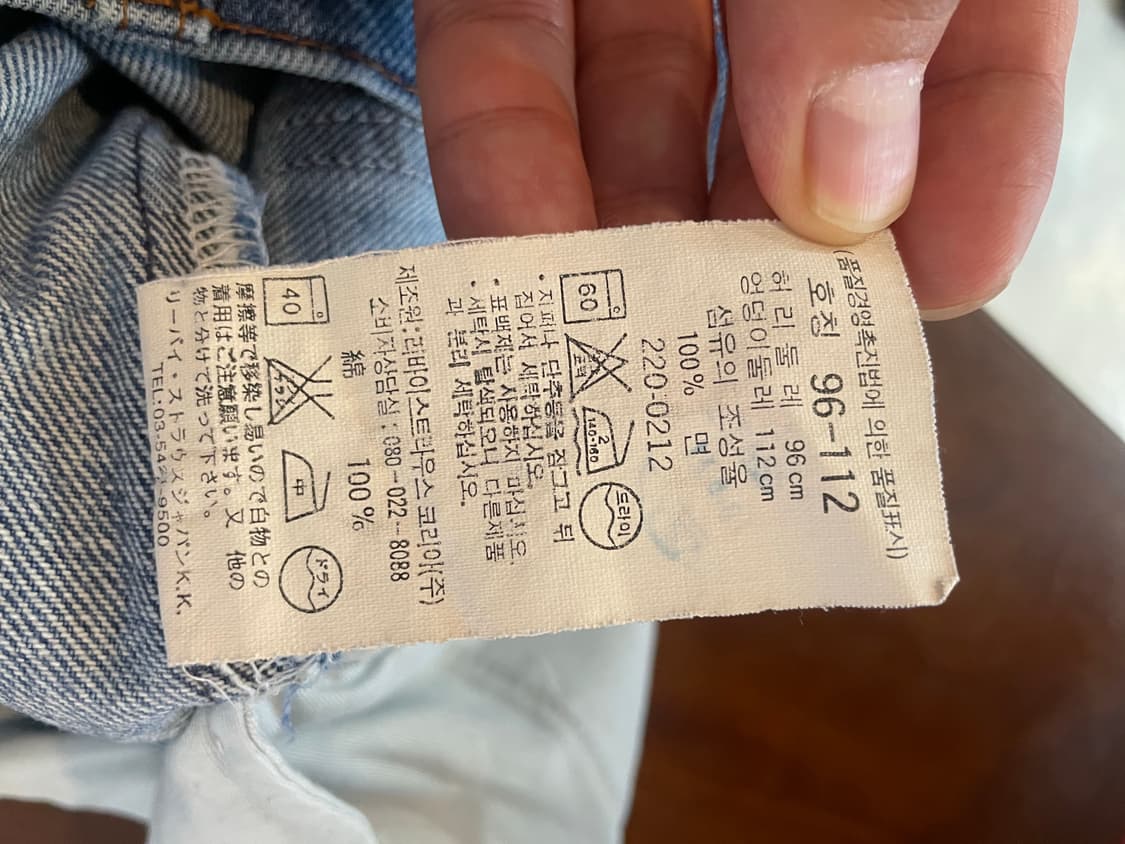 (품질경영촉진법에 의한 품질표시)
호칭 96-112
허리둘레 96cm
엉덩이둘레 112cm
섬유의 조성율
100% 면
220-0212
60 140-160 2 드라이
· 지퍼나 단추등을 잠그고 뒤
집어서 세탁하십시오.
· 표백제는 사용하지 마십시오.
· 세탁시 탈색되오니 다른제품
과 분리 세탁하십시오.
제조원:리바이스트라우스 코리아(주)
소비자상담실:080-022-8088
綿 100%
40 中 ドライ
摩擦等で移染し易いので白物との
着用はご注意願います。又 他の
物と分けて洗って下さい。
リーバイ・ストラウスジャパンK.K.